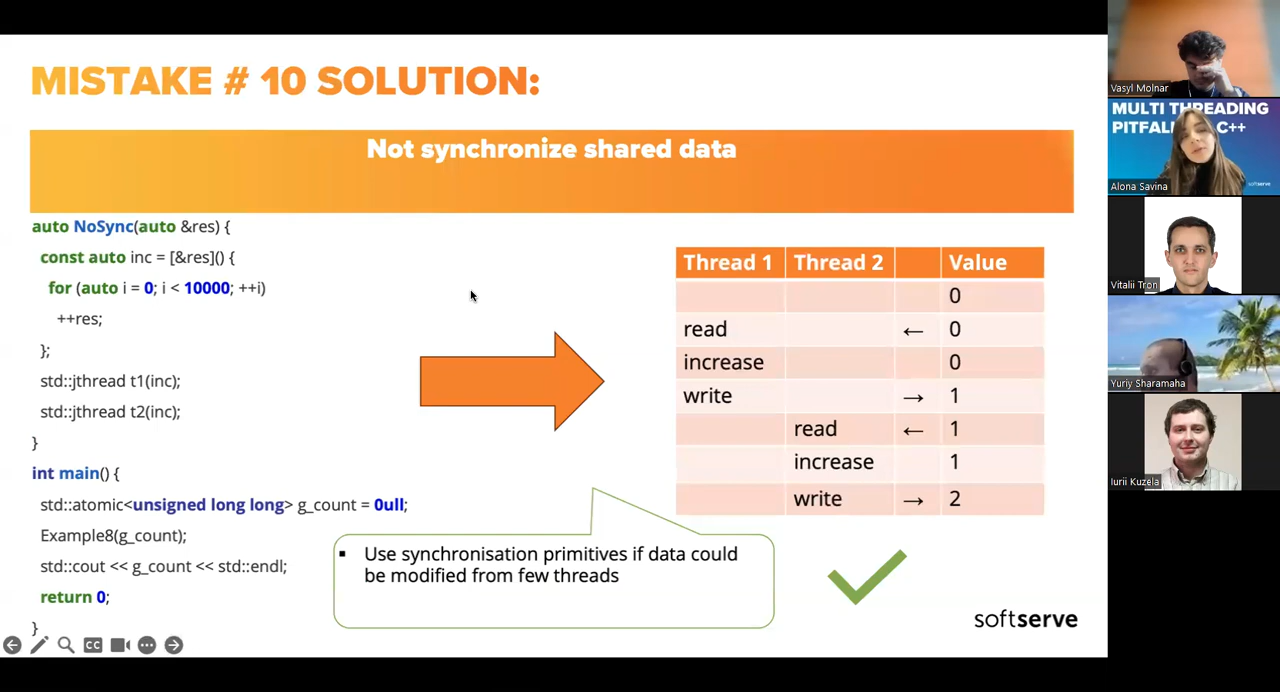 MISTAKE # 10 SOLUTION:
Not synchronize shared data
auto NoSync(auto &res) {
const auto inc = [&res]() {
for (auto i = 0; i < 10000; ++i)
++res;
};
std::jthread t1(inc);
std::jthread t2(inc);
}
int main() {
std::atomic<unsigned long long> g_count = 0ull;
Example8(g_count);
std::cout << g_count << std::endl;
return 0;
}
Thread 1 Thread 2 Value
0
read ← 0
increase 0
write → 1
read ← 1
increase 1
write → 2
▪ Use synchronisation primitives if data could
be modified from few threads
softserve
CC
Vasyl Molnar
MULTI THREADING
PITFAL C++
softserve
Alona Savina
Vitalii Tron
Yuriy Sharamaha
Iurii Kuzela